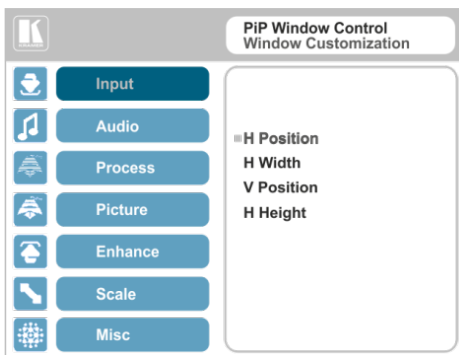 PiP Window Control
Window Customization
Input
Audio
Process
Picture
Enhance
Scale
Misc
H Position
H Width
V Position
H Height